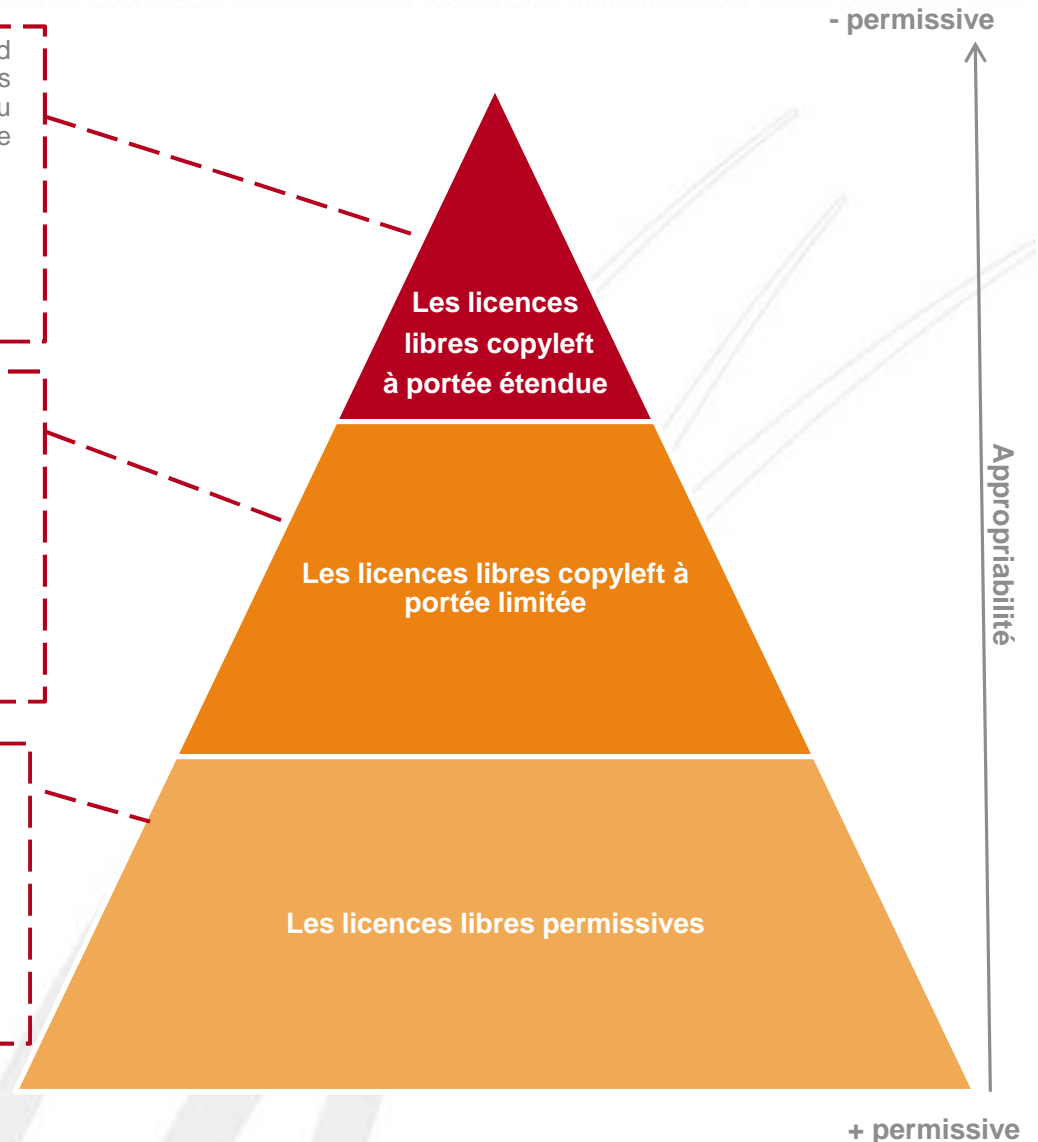 - permissive
d
s
u
e
Les licences
libres copyleft
à portée étendue
Appropriabilité
Les licences libres copyleft à
portée limitée
Les licences libres permissives
+ permissive